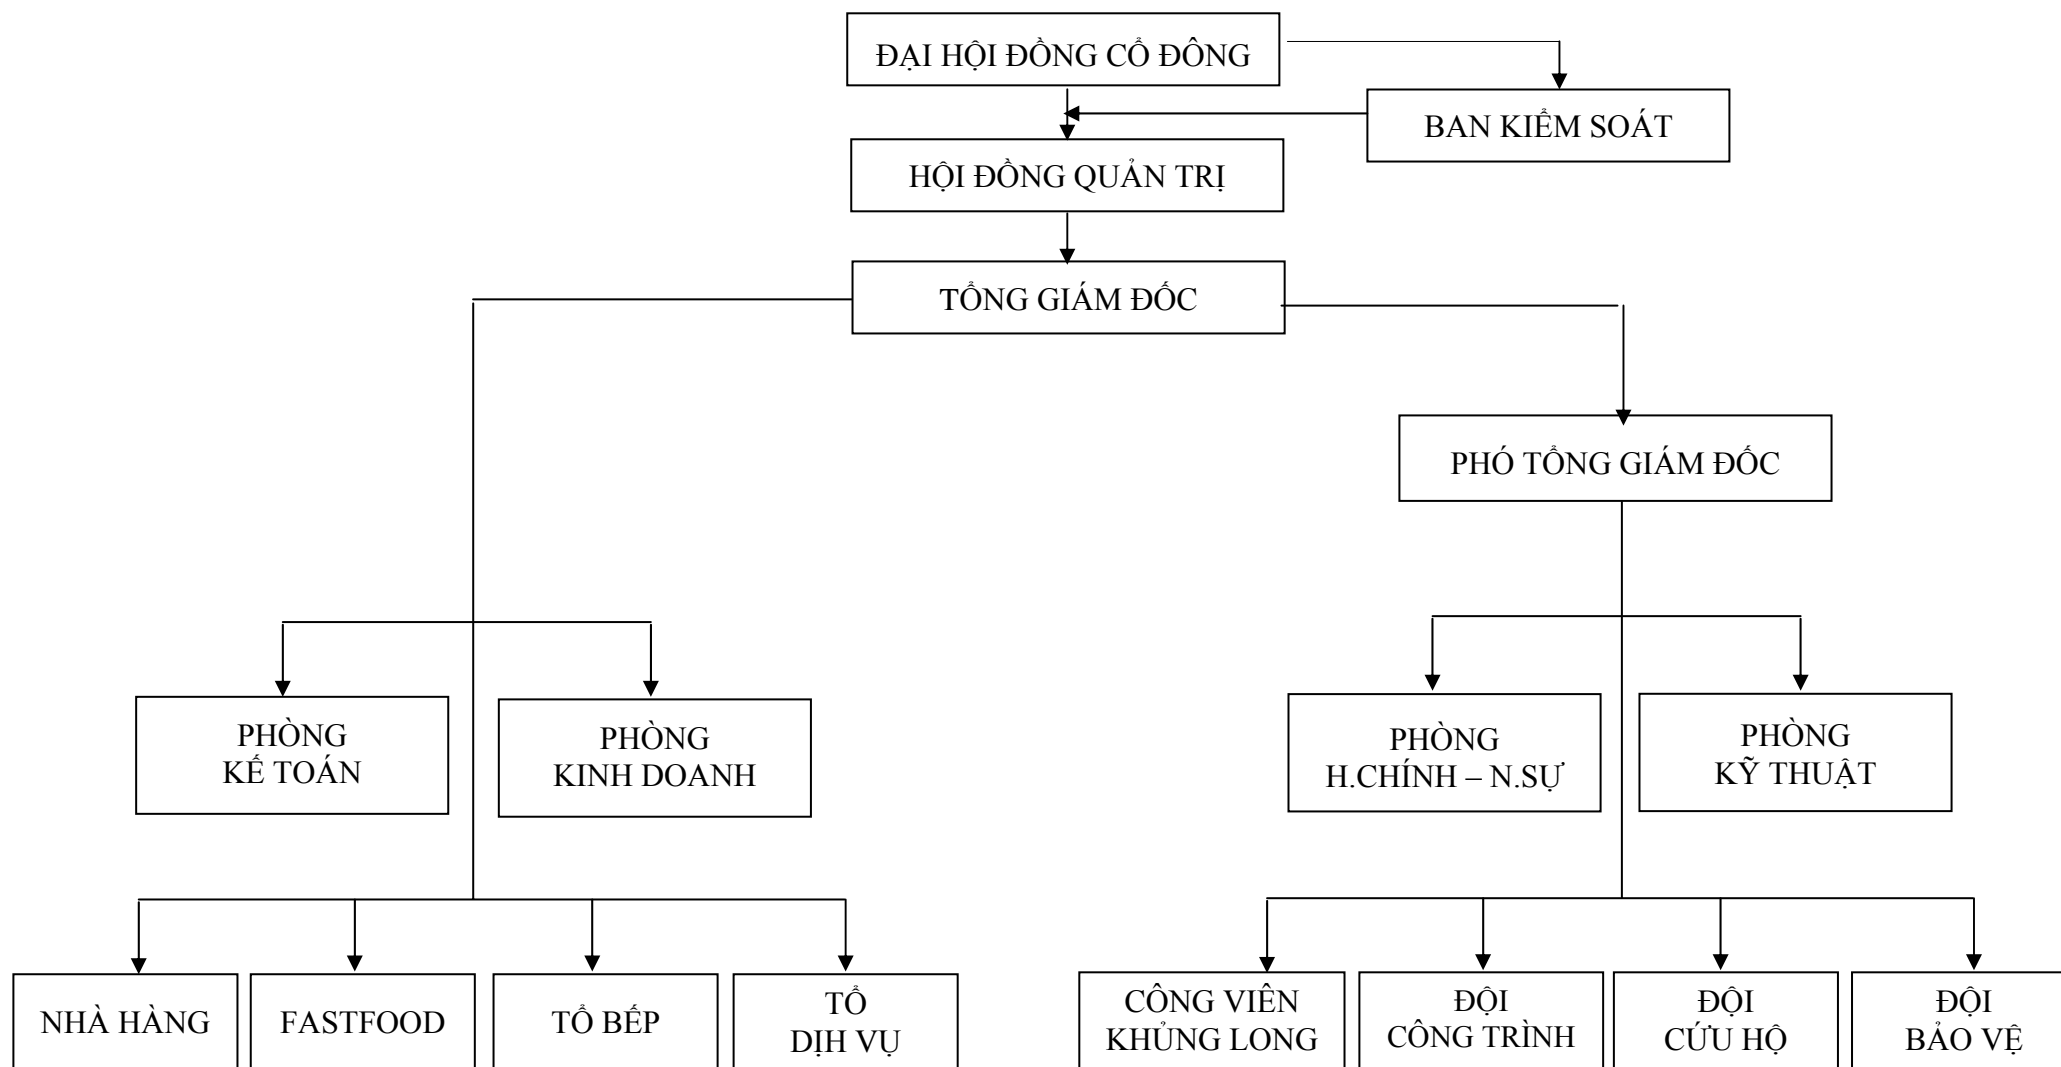 ĐẠI HỘI ĐỒNG CỔ ĐÔNG
BAN KIỂM SOÁT
HỘI ĐỒNG QUẢN TRỊ
TỔNG GIÁM ĐỐC
PHÓ TỔNG GIÁM ĐỐC
PHÒNG
KẾ TOÁN
PHÒNG
KINH DOANH
PHÒNG
H.CHÍNH – N.SỰ
PHÒNG
KỸ THUẬT
NHÀ HÀNG
FASTFOOD
TỔ BẾP
TỔ
DỊH VỤ
CÔNG VIÊN
KHỦNG LONG
ĐỘI
CÔNG TRÌNH
ĐỘI
CỨU HỘ
ĐỘI
BẢO VỆ